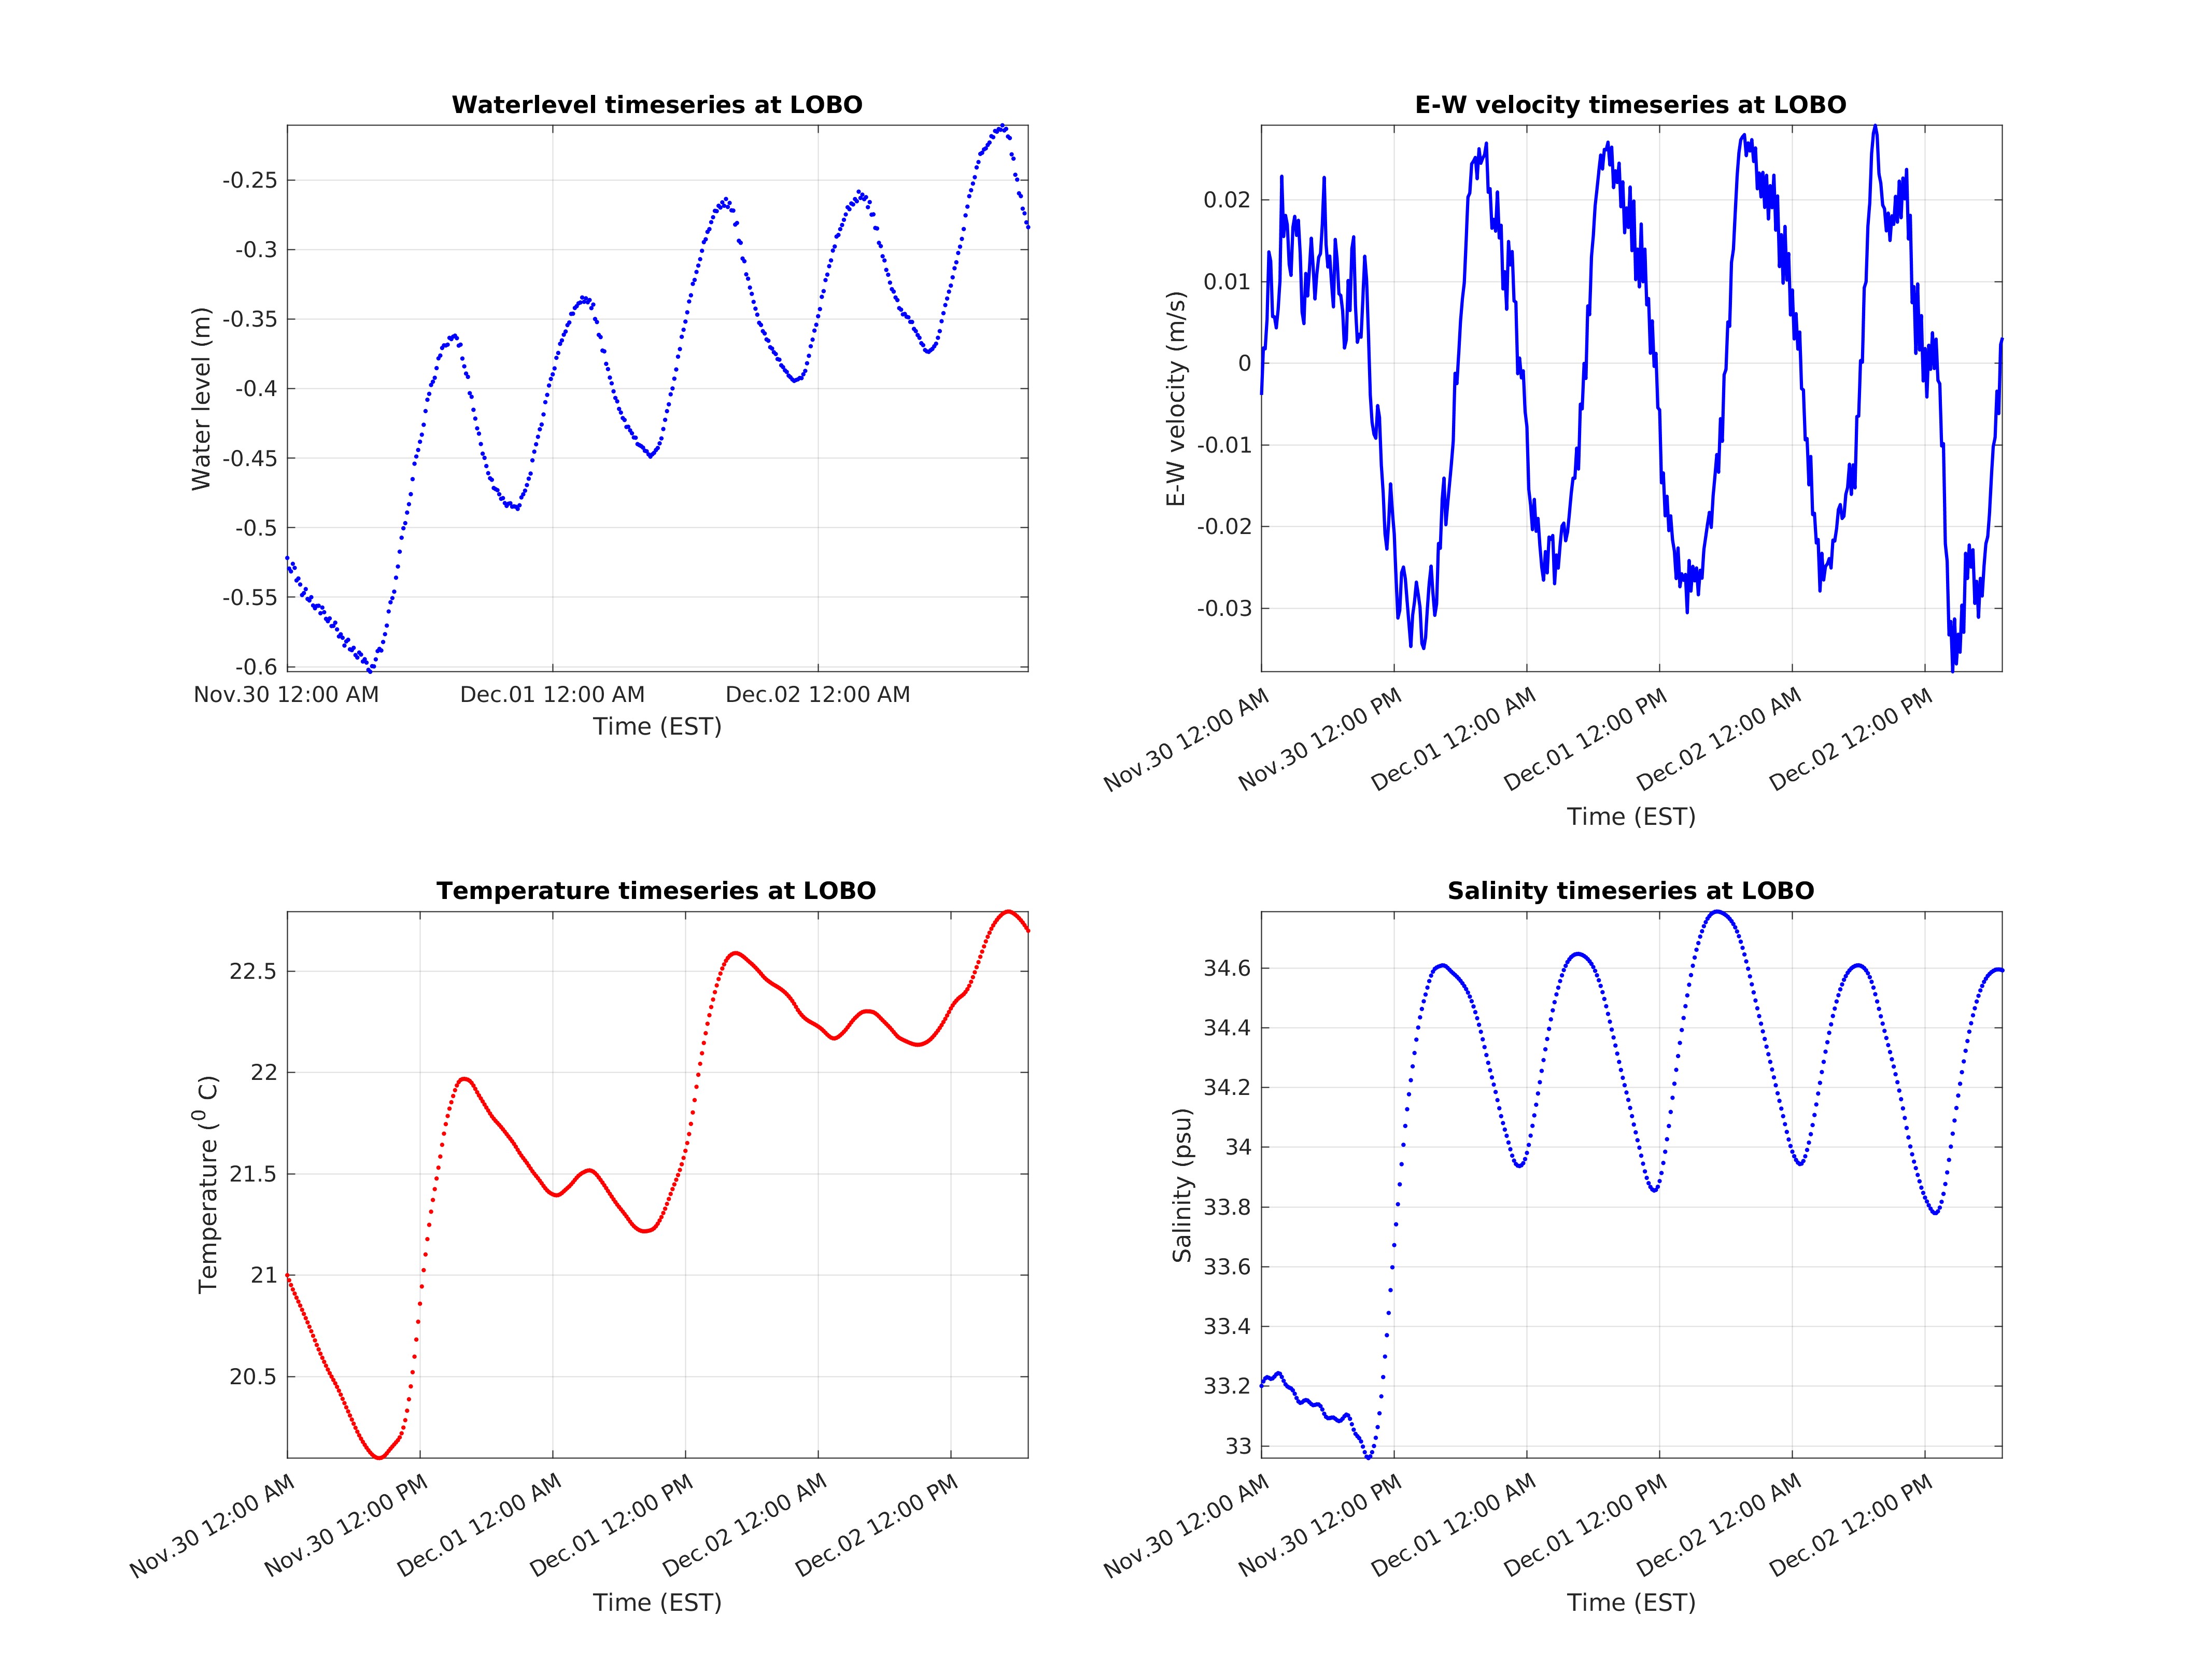 Waterlevel timeseries at LOBO
-0.25
-0.3
-0.35
-0.4
-0.45
-0.5
-0.55
-0.6
Water level (m)
Nov.30 12:00 AM
Dec.01 12:00 AM
Dec.02 12:00 AM
Time (EST)
E-W velocity timeseries at LOBO
0.02
0.01
0
-0.01
-0.02
-0.03
E-W velocity (m/s)
Nov.30 12:00 AM
Nov.30 12:00 PM
Dec.01 12:00 AM
Dec.01 12:00 PM
Dec.02 12:00 AM
Dec.02 12:00 PM
Time (EST)
Temperature timeseries at LOBO
22.5
22
21.5
21
20.5
Temperature (⁰ C)
Nov.30 12:00 AM
Nov.30 12:00 PM
Dec.01 12:00 AM
Dec.01 12:00 PM
Dec.02 12:00 AM
Dec.02 12:00 PM
Time (EST)
Salinity timeseries at LOBO
34.6
34.4
34.2
34
33.8
33.6
33.4
33.2
33
Salinity (psu)
Nov.30 12:00 AM
Nov.30 12:00 PM
Dec.01 12:00 AM
Dec.01 12:00 PM
Dec.02 12:00 AM
Dec.02 12:00 PM
Time (EST)